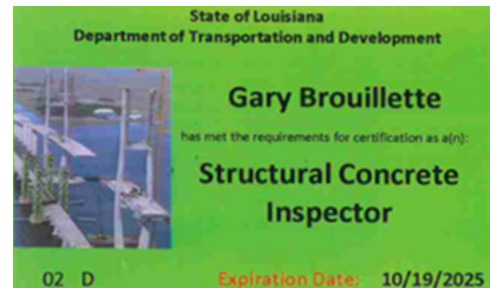 State of Louisiana
Department of Transportation and Development
Gary Brouillette
has met the requirements for certification as a(n):
Structural Concrete
Inspector
02 D
Expiration Date: 10/19/2025